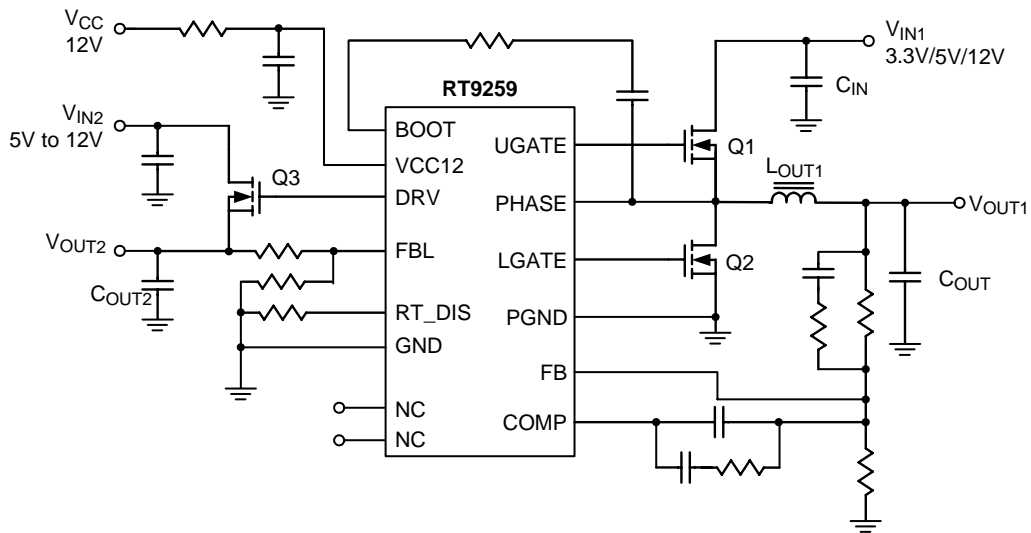 VCC
12V
VIN1
3.3V/5V/12V
CIN
RT9259
VIN2
5V to 12V
BOOT
VCC12
UGATE
Q1
Q3
LOUT1
DRV
PHASE
VOUT1
VOUT2
FBL
LGATE
Q2
COUT
COUT2
RT_DIS
PGND
GND
FB
NC
COMP
NC